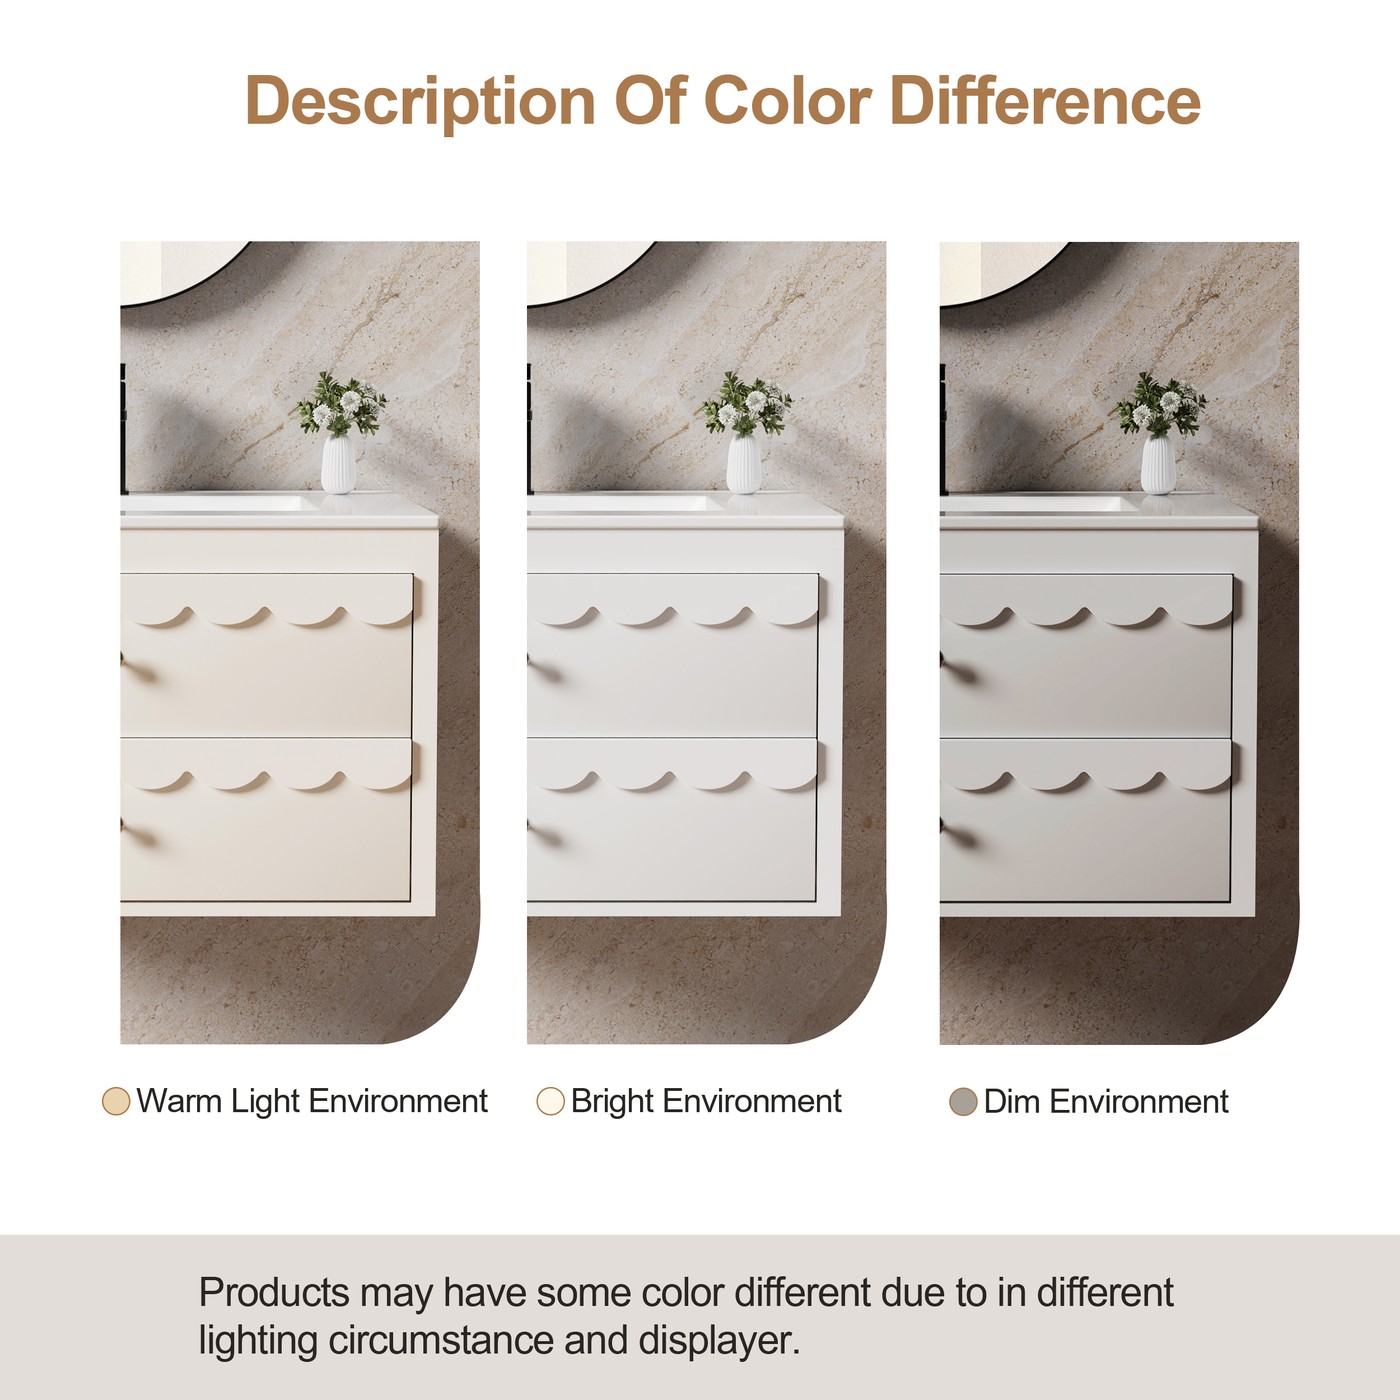 Description Of Color Difference
Warm Light Environment
Bright Environment
Dim Environment
Products may have some color different due to in different
lighting circumstance and displayer.